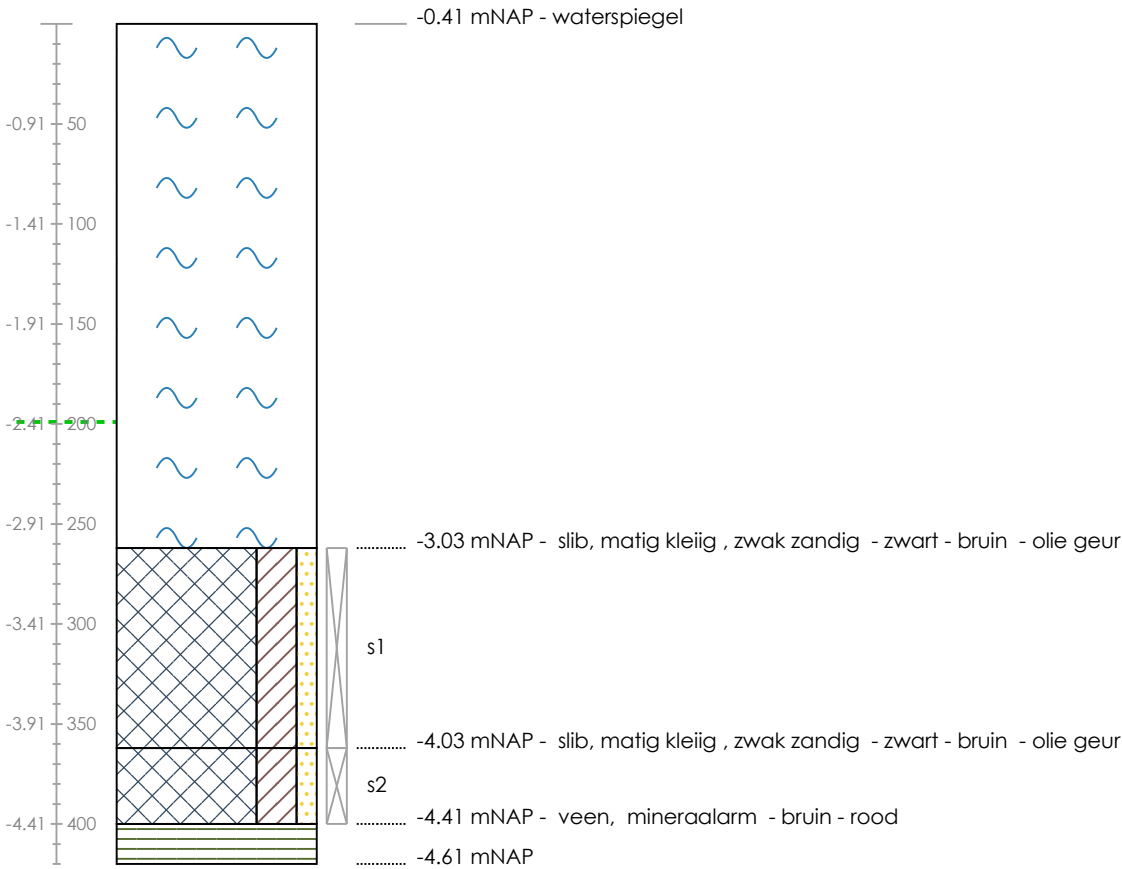 -0.41 mNAP - waterspiegel
-0.91 50
-1.41 100
-1.91 150
-2.41 200
-2.91 250
-3.03 mNAP - slib, matig kleiig , zwak zandig - zwart - bruin - olie geur
-3.41 300
s1
-3.91 350
-4.03 mNAP - slib, matig kleiig , zwak zandig - zwart - bruin - olie geur
s2
-4.41 400
-4.41 mNAP - veen, mineraalarm - bruin - rood
-4.61 mNAP